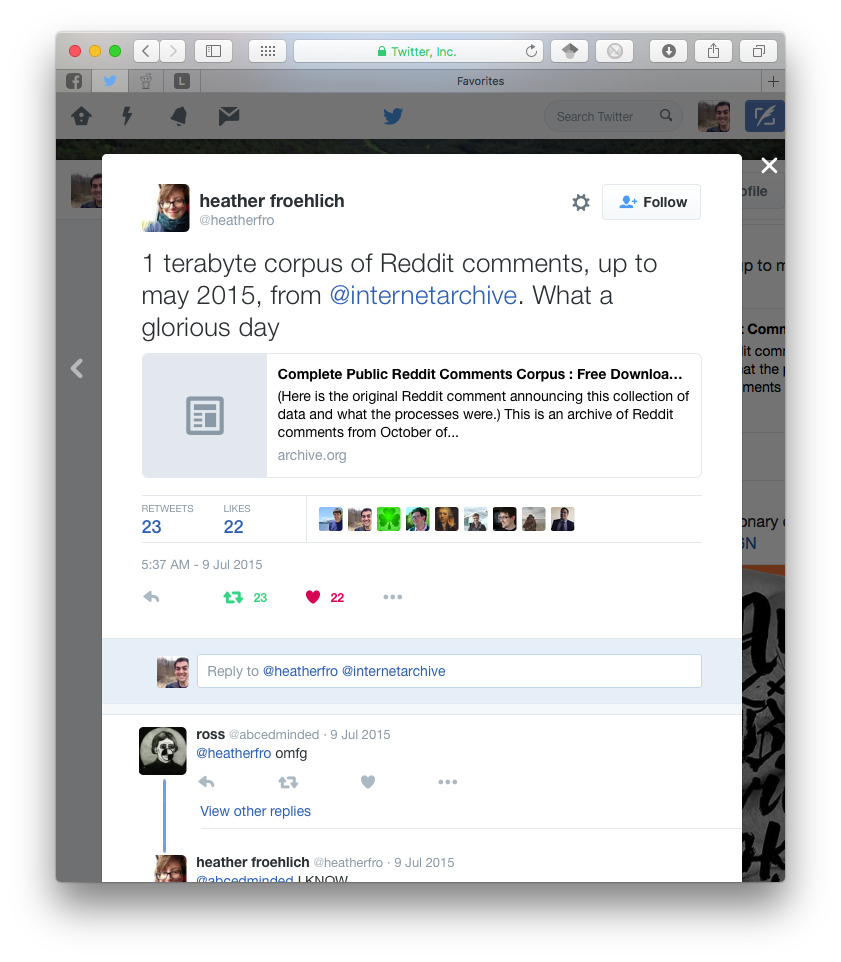 Twitter, Inc.
L
Favorites
Search Twitter
ofile
heather froehlich
@heatherfro
Follow
1 terabyte corpus of Reddit comments, up to
may 2015, from @internetarchive. What a
glorious day
Complete Public Reddit Comments Corpus : Free Downloa...
(Here is the original Reddit comment announcing this collection of
data and what the processes were.) This is an archive of Reddit
comments from October of...
archive.org
RETWEETS LIKES
23 22
5:37 AM - 9 Jul 2015
23 22
Reply to @heatherfro @internetarchive
ross @abcedminded · 9 Jul 2015
@heatherfro omfg
View other replies
heather froehlich @heatherfro · 9 Jul 2015
@abcedminded I KNOW